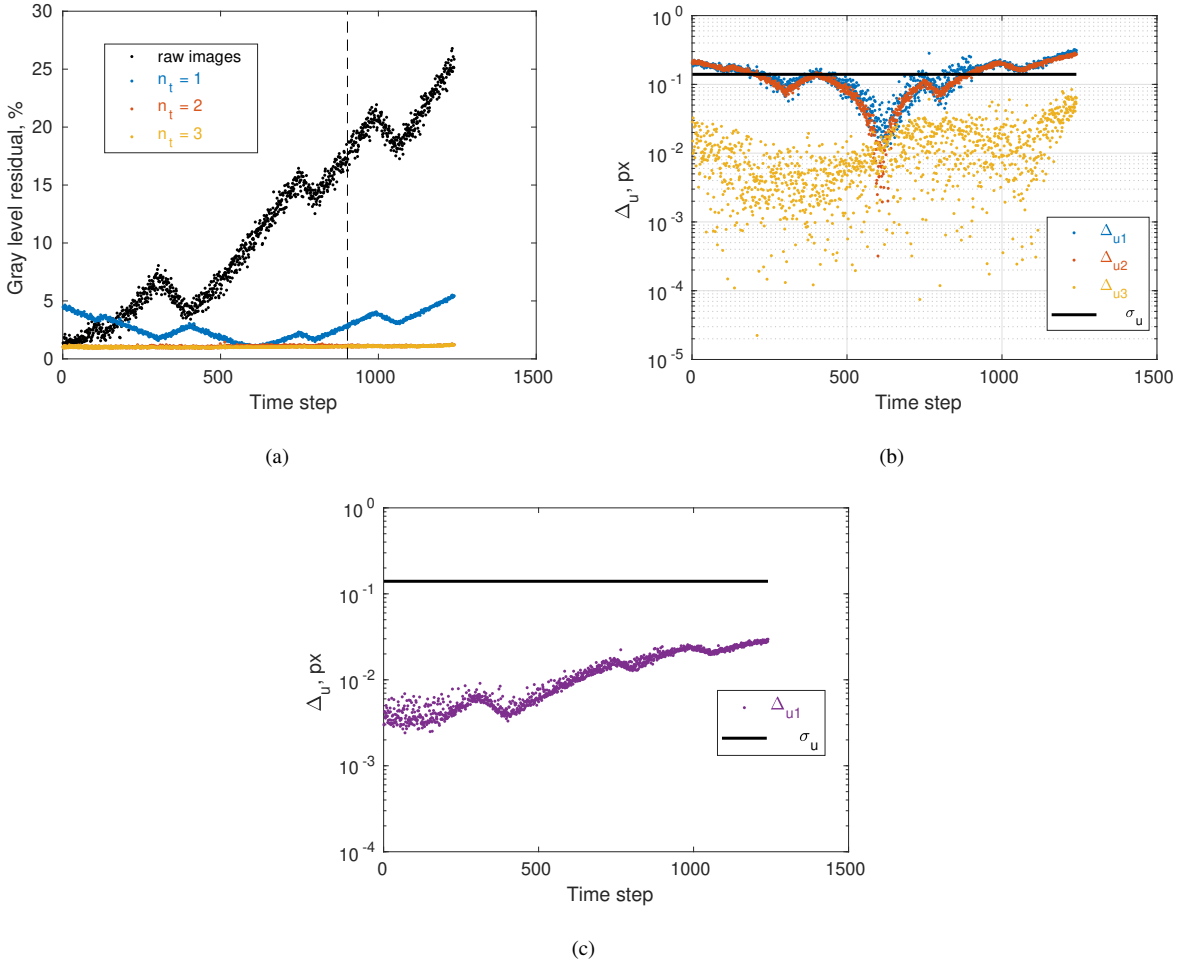 30
25
20
15
10
5
0
Gray level residual, %
raw images
n_t = 1
n_t = 2
n_t = 3
0 500 1000 1500
Time step
(a)
10^0
10^-1
10^-2
10^-3
10^-4
10^-5
Δ_u, px
Δ_u1
Δ_u2
Δ_u3
σ_u
0 500 1000 1500
Time step
(b)
10^0
10^-1
10^-2
10^-3
10^-4
Δ_u, px
Δ_u1
σ_u
0 500 1000 1500
Time step
(c)